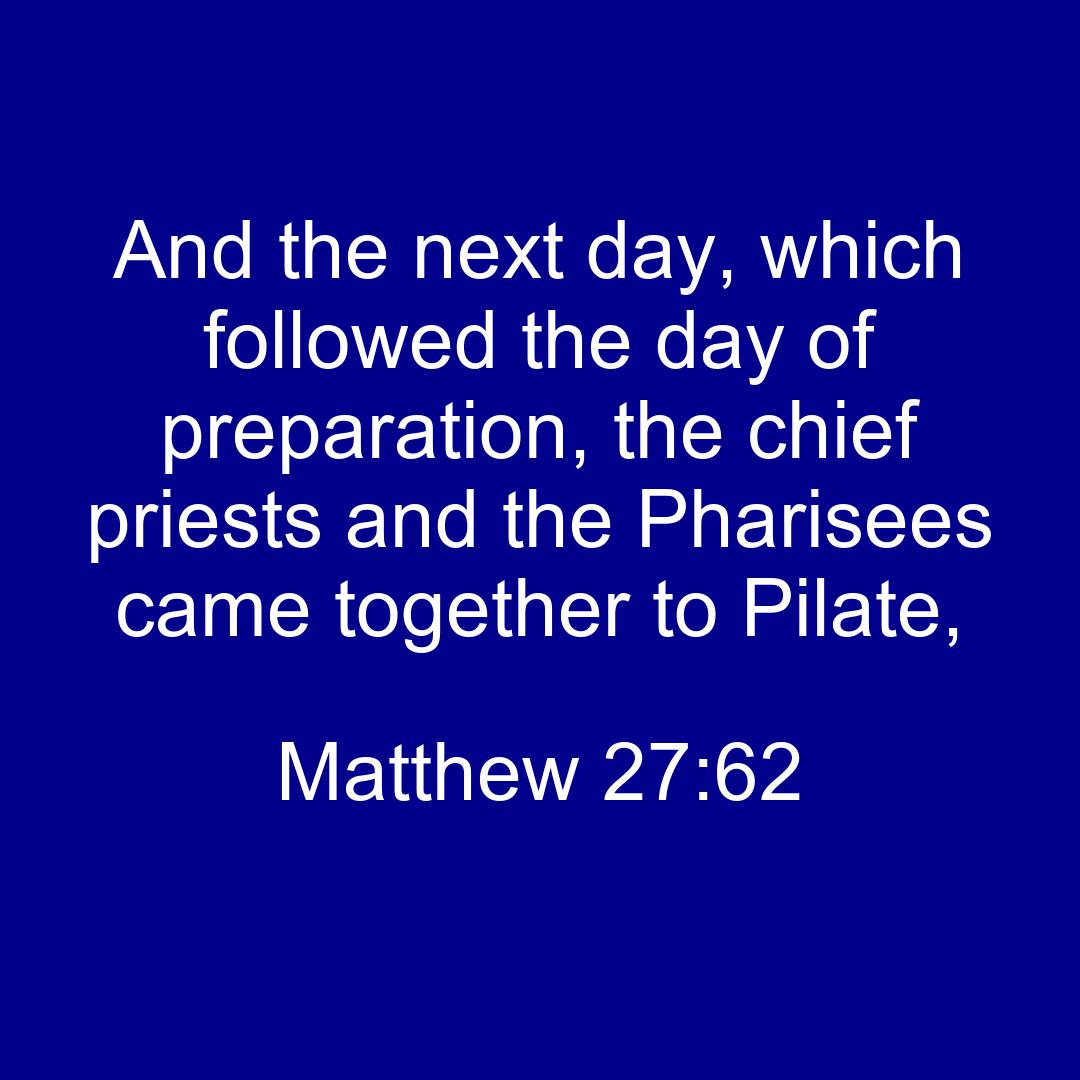 And the next day, which
followed the day of
preparation, the chief
priests and the Pharisees
came together to Pilate,
Matthew 27:62